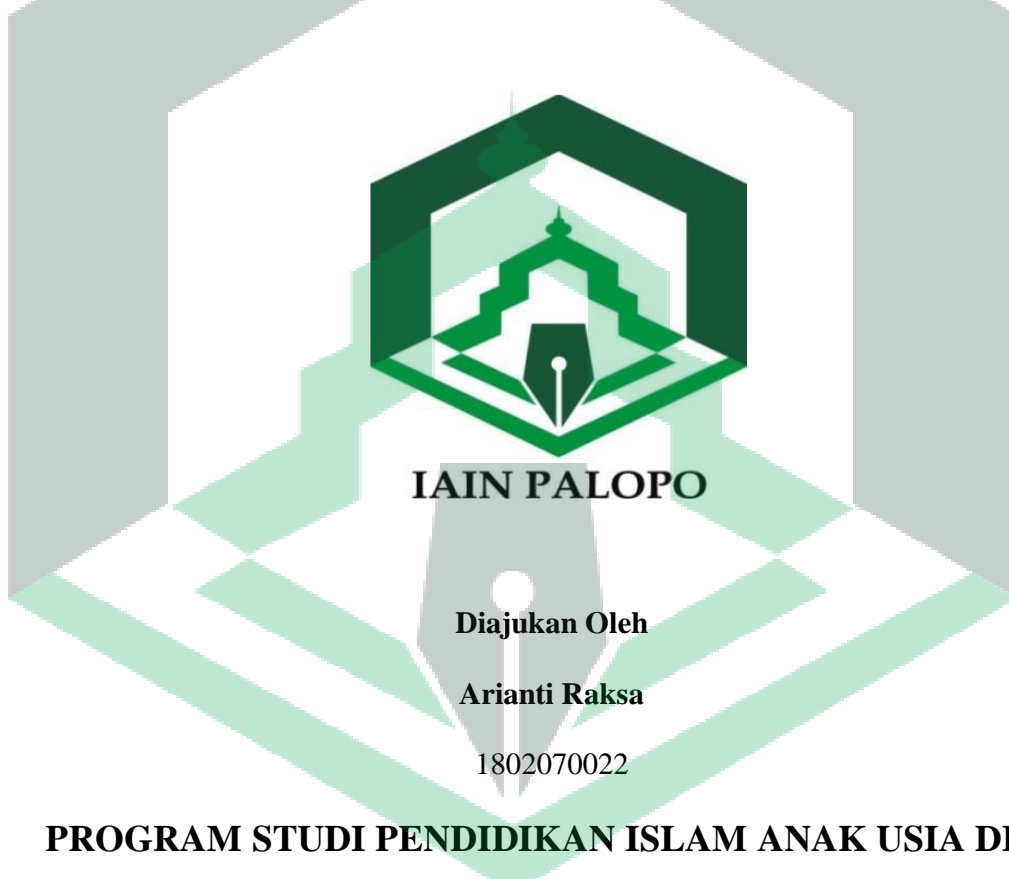 IAIN PALOPO
Diajukan Oleh
Arianti Raksa
1802070022
PROGRAM STUDI PENDIDIKAN ISLAM ANAK USIA